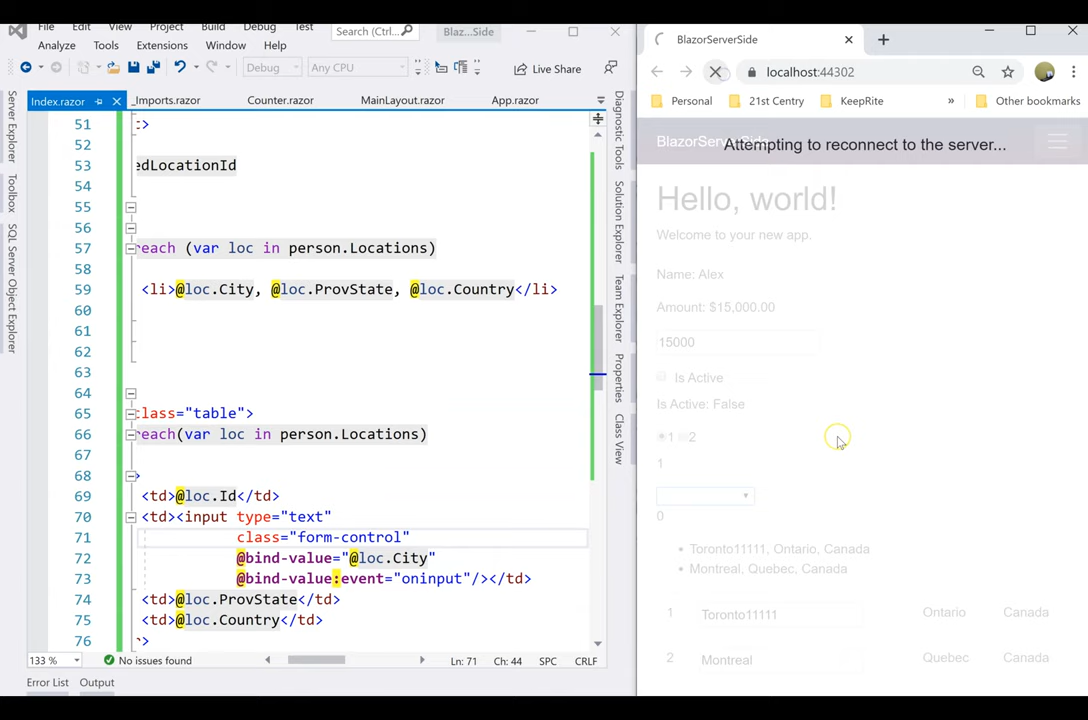 File Edit View Project Build Debug Search (Ctrl+ Blaz...Side
Analyze Tools Extensions Window Help
Debug Any CPU Live Share
Index.razor _Imports.razor Counter.razor MainLayout.razor App.razor
Server Explorer
Toolbox
SQL Server Object Explorer
51
52
53 edLocationId
54
55
56
57 reach (var loc in person.Locations)
58
59 <li>@loc.City, @loc.ProvState, @loc.Country</li>
60
61
62
63
64
65 class="table">
66 reach(var loc in person.Locations)
67
68
69 <td>@loc.Id</td>
70 <td><input type="text"
71 class="form-control"
72 @bind-value="@loc.City"
73 @bind-value:event="oninput"/></td>
74 <td>@loc.ProvState</td>
75 <td>@loc.Country</td>
76
133 % No issues found Ln: 71 Ch: 44 SPC CRLF
Error List Output
Diagnostic Tools
Solution Explorer
Team Explorer
Properties
Class View
BlazorServerSide
localhost:44302
Personal 21st Centry KeepRite » Other bookmarks
BlazorServerSide
Attempting to reconnect to the server...
Hello, world!
Welcome to your new app.
Name: Alex
Amount: $15,000.00
15000
Is Active
Is Active: False
1 2
1
0
Toronto11111, Ontario, Canada
Montreal, Quebec, Canada
1 Toronto11111 Ontario Canada
2 Montreal Quebec Canada